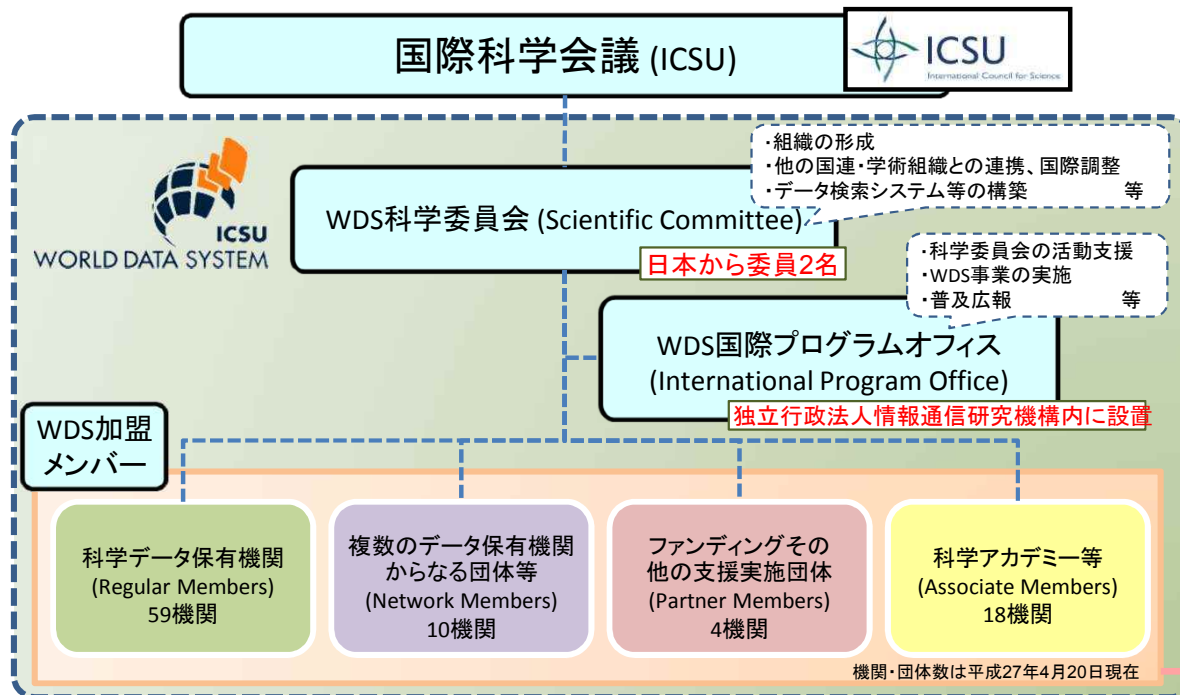 国際科学会議 (ICSU)
ICSU
International Council for Science
・組織の形成
・他の国連・学術組織との連携、国際調整
・データ検索システム等の構築 等
ICSU
WORLD DATA SYSTEM
WDS科学委員会 (Scientific Committee)
日本から委員2名
・科学委員会の活動支援
・WDS事業の実施
・普及広報 等
WDS国際プログラムオフィス
(International Program Office)
独立行政法人情報通信研究機構内に設置
WDS加盟
メンバー
科学データ保有機関
(Regular Members)
59機関
複数のデータ保有機関
からなる団体等
(Network Members)
10機関
ファンディングその
他の支援実施団体
(Partner Members)
4機関
科学アカデミー等
(Associate Members)
18機関
機関・団体数は平成27年4月20日現在